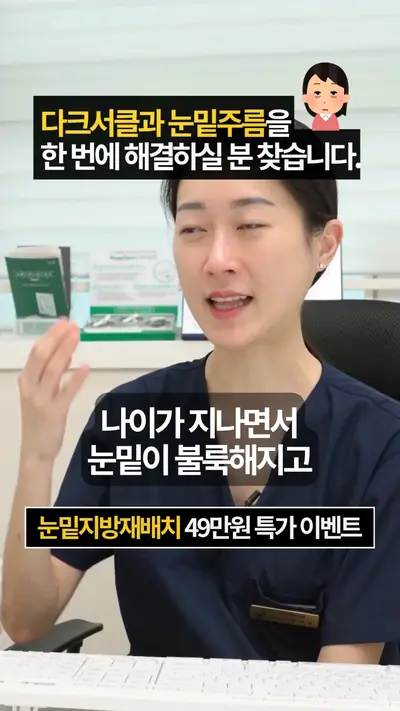 다크서클과 눈밑주름을
한 번에 해결하실 분 찾습니다.
나이가 지나면서
눈밑이 불룩해지고
눈밑지방재배치 49만원 특가 이벤트